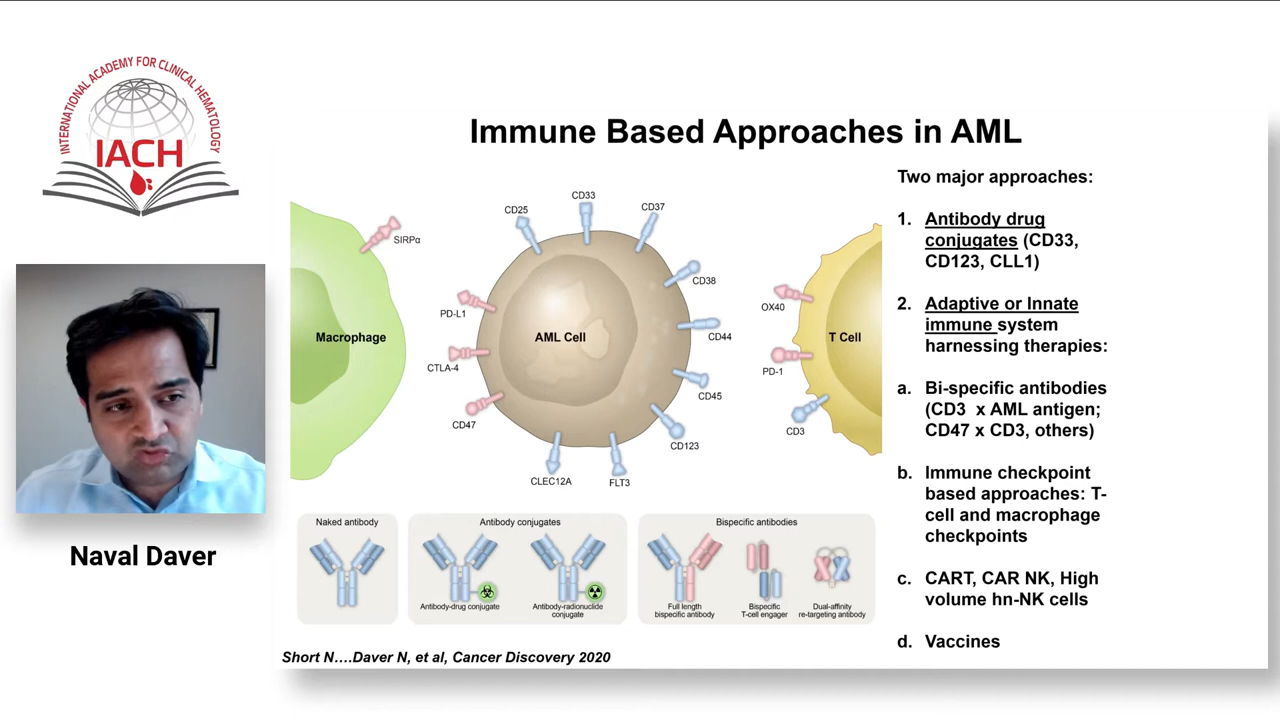 INTERNATIONAL ACADEMY FOR CLINICAL HEMATOLOGY
IACH
Naval Daver
Immune Based Approaches in AML
CD33
CD25
CD37
SIRPα
CD38
PD-L1
OX40
Macrophage
AML Cell
CD44
T Cell
CTLA-4
PD-1
CD45
CD47
CD3
CD123
CLEC12A
FLT3
Naked antibody
Antibody conjugates
Bispecific antibodies
Antibody-drug conjugate
Antibody-radionuclide
conjugate
Full length
bispecific antibody
Bispecific
T-cell engager
Dual-affinity
re-targeting antibody
Short N....Daver N, et al, Cancer Discovery 2020
Two major approaches:
1. Antibody drug
conjugates (CD33,
CD123, CLL1)
2. Adaptive or Innate
immune system
harnessing therapies:
a. Bi-specific antibodies
(CD3 x AML antigen;
CD47 x CD3, others)
b. Immune checkpoint
based approaches: T-
cell and macrophage
checkpoints
c. CART, CAR NK, High
volume hn-NK cells
d. Vaccines